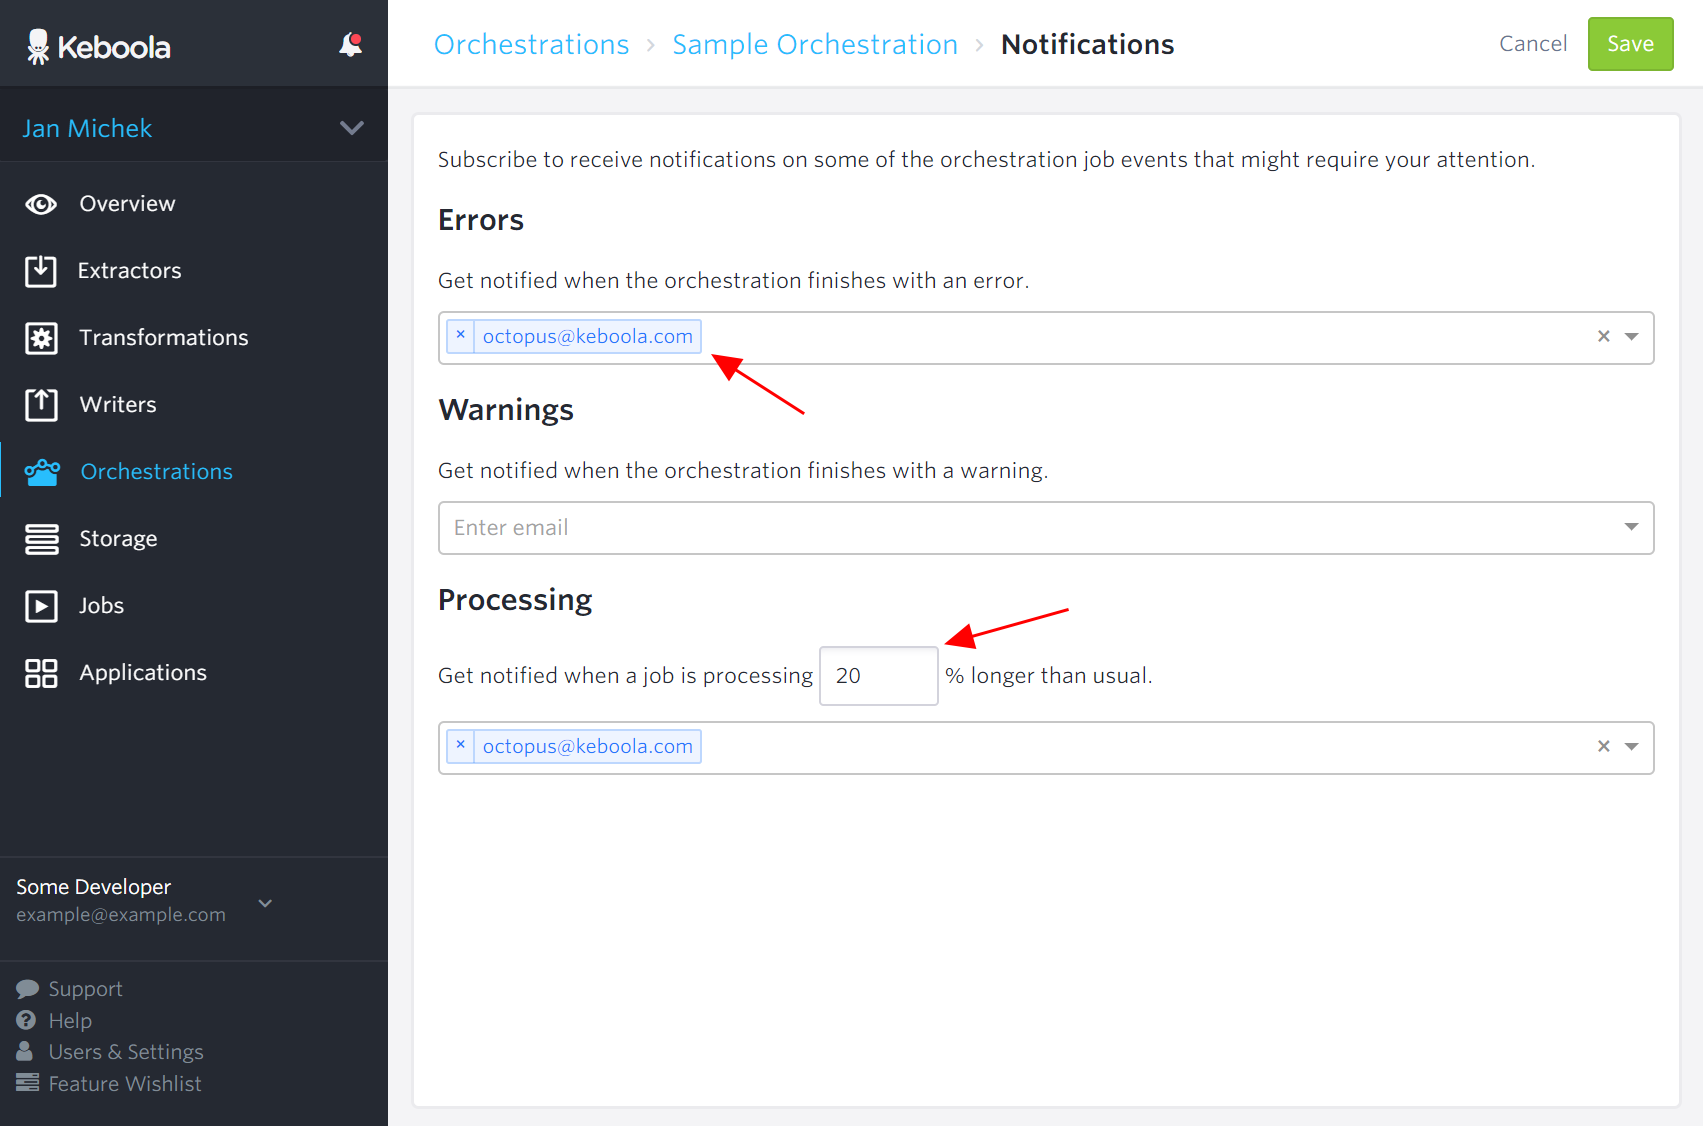 Keboola
Orchestrations › Sample Orchestration › Notifications
Cancel
Save
Jan Michek
Overview
Extractors
Transformations
Writers
Orchestrations
Storage
Jobs
Applications
Some Developer
example@example.com
Support
Help
Users & Settings
Feature Wishlist
Subscribe to receive notifications on some of the orchestration job events that might require your attention.
Errors
Get notified when the orchestration finishes with an error.
× octopus@keboola.com ×
Warnings
Get notified when the orchestration finishes with a warning.
Enter email
Processing
Get notified when a job is processing 20 % longer than usual.
× octopus@keboola.com ×